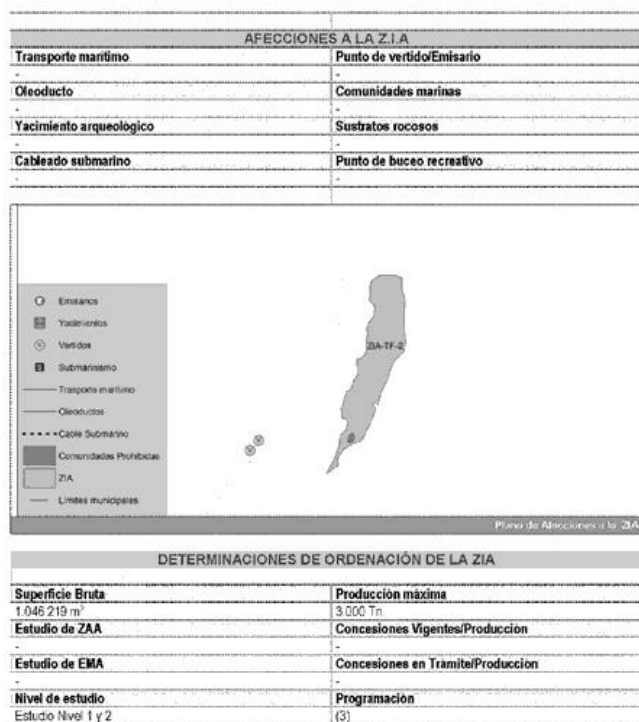 AFECCIONES A LA Z.I.A
Transporte marítimo Punto de vertido/Emisario
- -
Oleoducto Comunidades marinas
- -
Yacimiento arqueológico Sustratos rocosos
- -
Cableado submarino Punto de buceo recreativo
- -
Emisarios
Yacimientos
Vertidos
S Submarinismo
Trasporte marítimo
Oleoductos
Cable Submarino
Comunidades Prohibidas
ZIA
Límites municipales
ZIA-TF-2
Plano de Afecciones a la ZIA
DETERMINACIONES DE ORDENACIÓN DE LA ZIA
Superficie Bruta Producción máxima
1.046.219 m² 3.000 Tn.
Estudio de ZAA Concesiones Vigentes/Producción
- -
Estudio de EMA Concesiones en Trámite/Producción
- -
Nivel de estudio Programación
Estudio Nivel 1 y 2 (3)